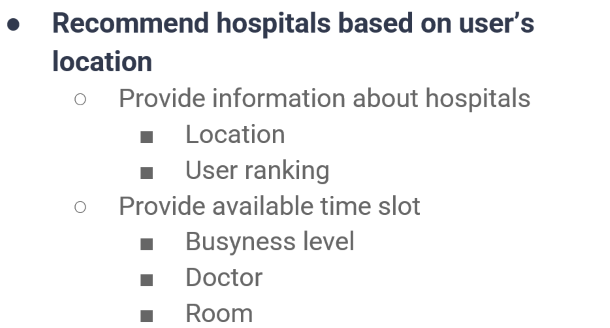 ● Recommend hospitals based on user’s
location
○ Provide information about hospitals
■ Location
■ User ranking
○ Provide available time slot
■ Busyness level
■ Doctor
■ Room